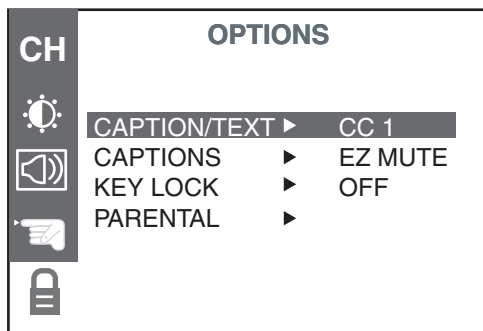 CH
OPTIONS
CAPTION/TEXT ▶ CC 1
CAPTIONS ▶ EZ MUTE
KEY LOCK ▶ OFF
PARENTAL ▶